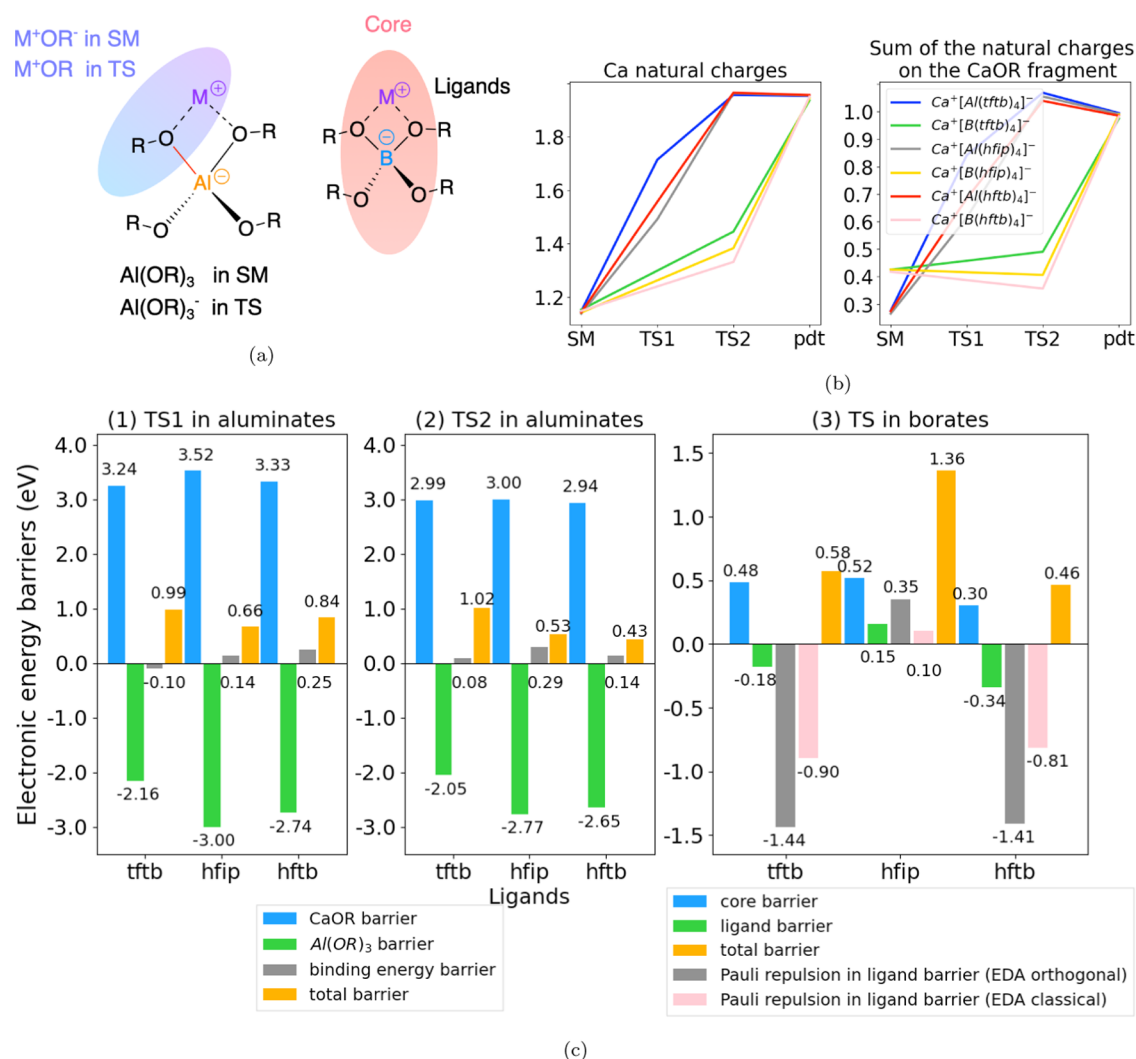 M⁺OR⁻ in SM
M⁺OR in TS
Core
Ligands
M⊕
R-O
O-R
Al⊖
R-O
O-R
Al(OR)₃ in SM
Al(OR)₃⁻ in TS
M⊕
R-O
O-R
B⊖
R-O
O-R
(a)
Ca natural charges
1.8
1.6
1.4
1.2
SM TS1 TS2 pdt
Sum of the natural charges
on the CaOR fragment
1.0
0.9
0.8
0.7
0.6
0.5
0.4
0.3
Ca⁺[Al(tftb)₄]⁻
Ca⁺[B(tftb)₄]⁻
Ca⁺[Al(hfip)₄]⁻
Ca⁺[B(hfip)₄]⁻
Ca⁺[Al(hftb)₄]⁻
Ca⁺[B(hftb)₄]⁻
SM TS1 TS2 pdt
(b)
Electronic energy barriers (eV)
(1) TS1 in aluminates
4.0
3.0
2.0
1.0
0.0
-1.0
-2.0
-3.0
3.24
3.52
3.33
0.99
0.66
0.84
-0.10
0.14
0.25
-2.16
-3.00
-2.74
tftb hfip hftb
(2) TS2 in aluminates
4.0
3.0
2.0
1.0
0.0
-1.0
-2.0
-3.0
2.99
3.00
2.94
1.02
0.53
0.43
0.08
0.29
0.14
-2.05
-2.77
-2.65
tftb hfip hftb
Ligands
(3) TS in borates
1.5
1.0
0.5
0.0
-0.5
-1.0
-1.5
0.48
0.58
0.52
0.35
1.36
0.30
0.46
-0.18
0.15
0.10
-0.34
-0.90
-0.81
-1.44
-1.41
tftb hfip hftb
CaOR barrier
Al(OR)₃ barrier
binding energy barrier
total barrier
core barrier
ligand barrier
total barrier
Pauli repulsion in ligand barrier (EDA orthogonal)
Pauli repulsion in ligand barrier (EDA classical)
(c)